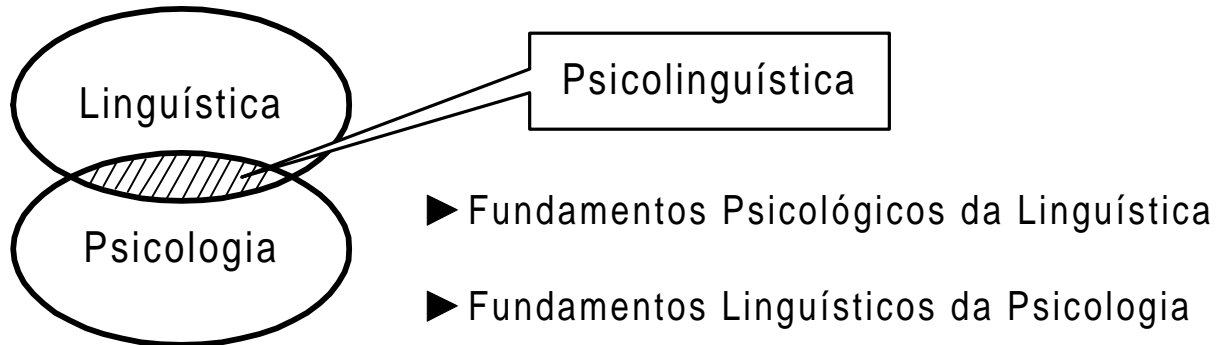 Linguística
Psicolinguística
Psicologia
▶ Fundamentos Psicológicos da Linguística
▶ Fundamentos Linguísticos da Psicologia